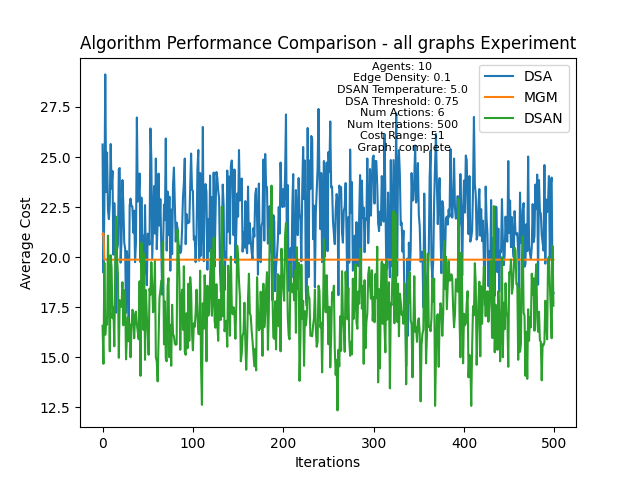 Algorithm Performance Comparison - all graphs Experiment
Agents: 10
Edge Density: 0.1
DSAN Temperature: 5.0
DSA Threshold: 0.75
Num Actions: 6
Num Iterations: 500
Cost Range: 51
Graph: complete
DSA
MGM
DSAN
Average Cost
27.5
25.0
22.5
20.0
17.5
15.0
12.5
0
100
200
300
400
500
Iterations